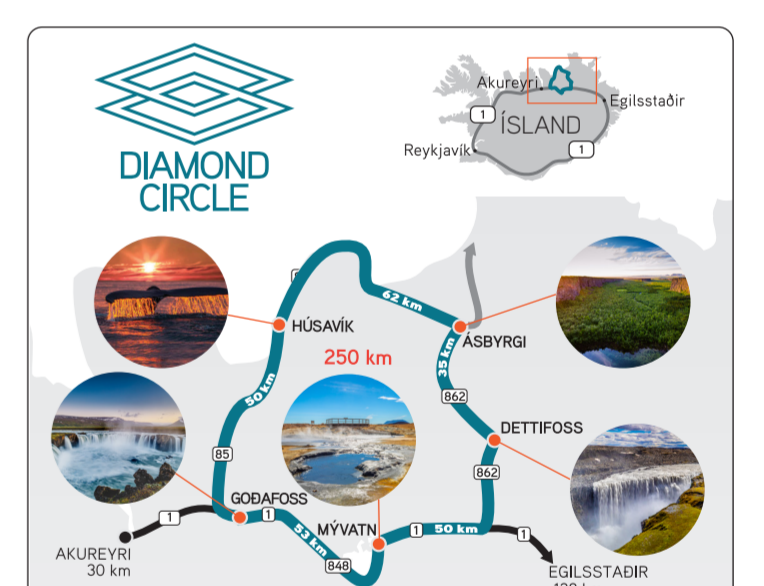 DIAMOND
CIRCLE
Akureyri
Egilsstaðir
1
ÍSLAND
Reykjavík
1
62 km
HÚSAVÍK
ÁSBYRGI
250 km
35 km
50 km
862
DETTIFOSS
85
862
GOÐAFOSS
1
1
MÝVATN
1
50 km
1
53 km
AKUREYRI
30 km
848
EGILSSTAÐIR